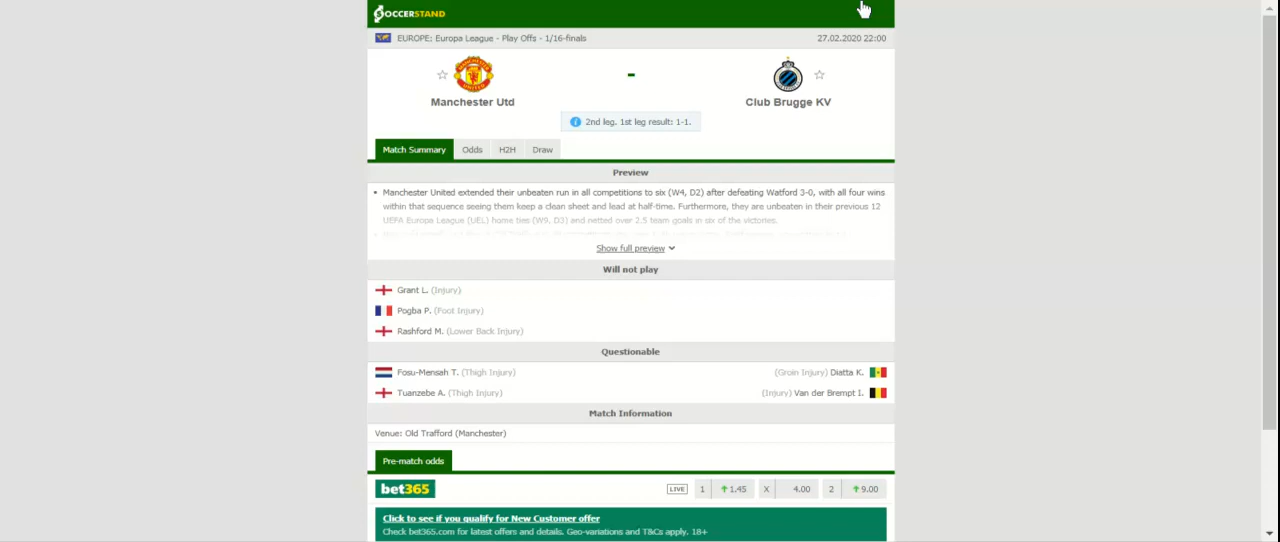 SOCCERSTAND
EUROPE: Europa League - Play Offs - 1/16-finals 27.02.2020 22:00
Manchester Utd - Club Brugge KV
2nd leg. 1st leg result: 1-1.
Match Summary Odds H2H Draw
Preview
Manchester United extended their unbeaten run in all competitions to six (W4, D2) after defeating Watford 3-0, with all four wins
within that sequence seeing them keep a clean sheet and lead at half-time. Furthermore, they are unbeaten in their previous 12
UEFA Europa League (UEL) home ties (W9, D3) and netted over 2.5 team goals in six of the victories.
Show full preview
Will not play
Grant L. (Injury)
Pogba P. (Foot Injury)
Rashford M. (Lower Back Injury)
Questionable
Fosu-Mensah T. (Thigh Injury) (Groin Injury) Diatta K.
Tuanzebe A. (Thigh Injury) (Injury) Van der Brempt I.
Match Information
Venue: Old Trafford (Manchester)
Pre-match odds
bet365 LIVE 1 1.45 X 4.00 2 9.00
Click to see if you qualify for New Customer offer
Check bet365.com for latest offers and details. Geo-variations and T&Cs apply. 18+